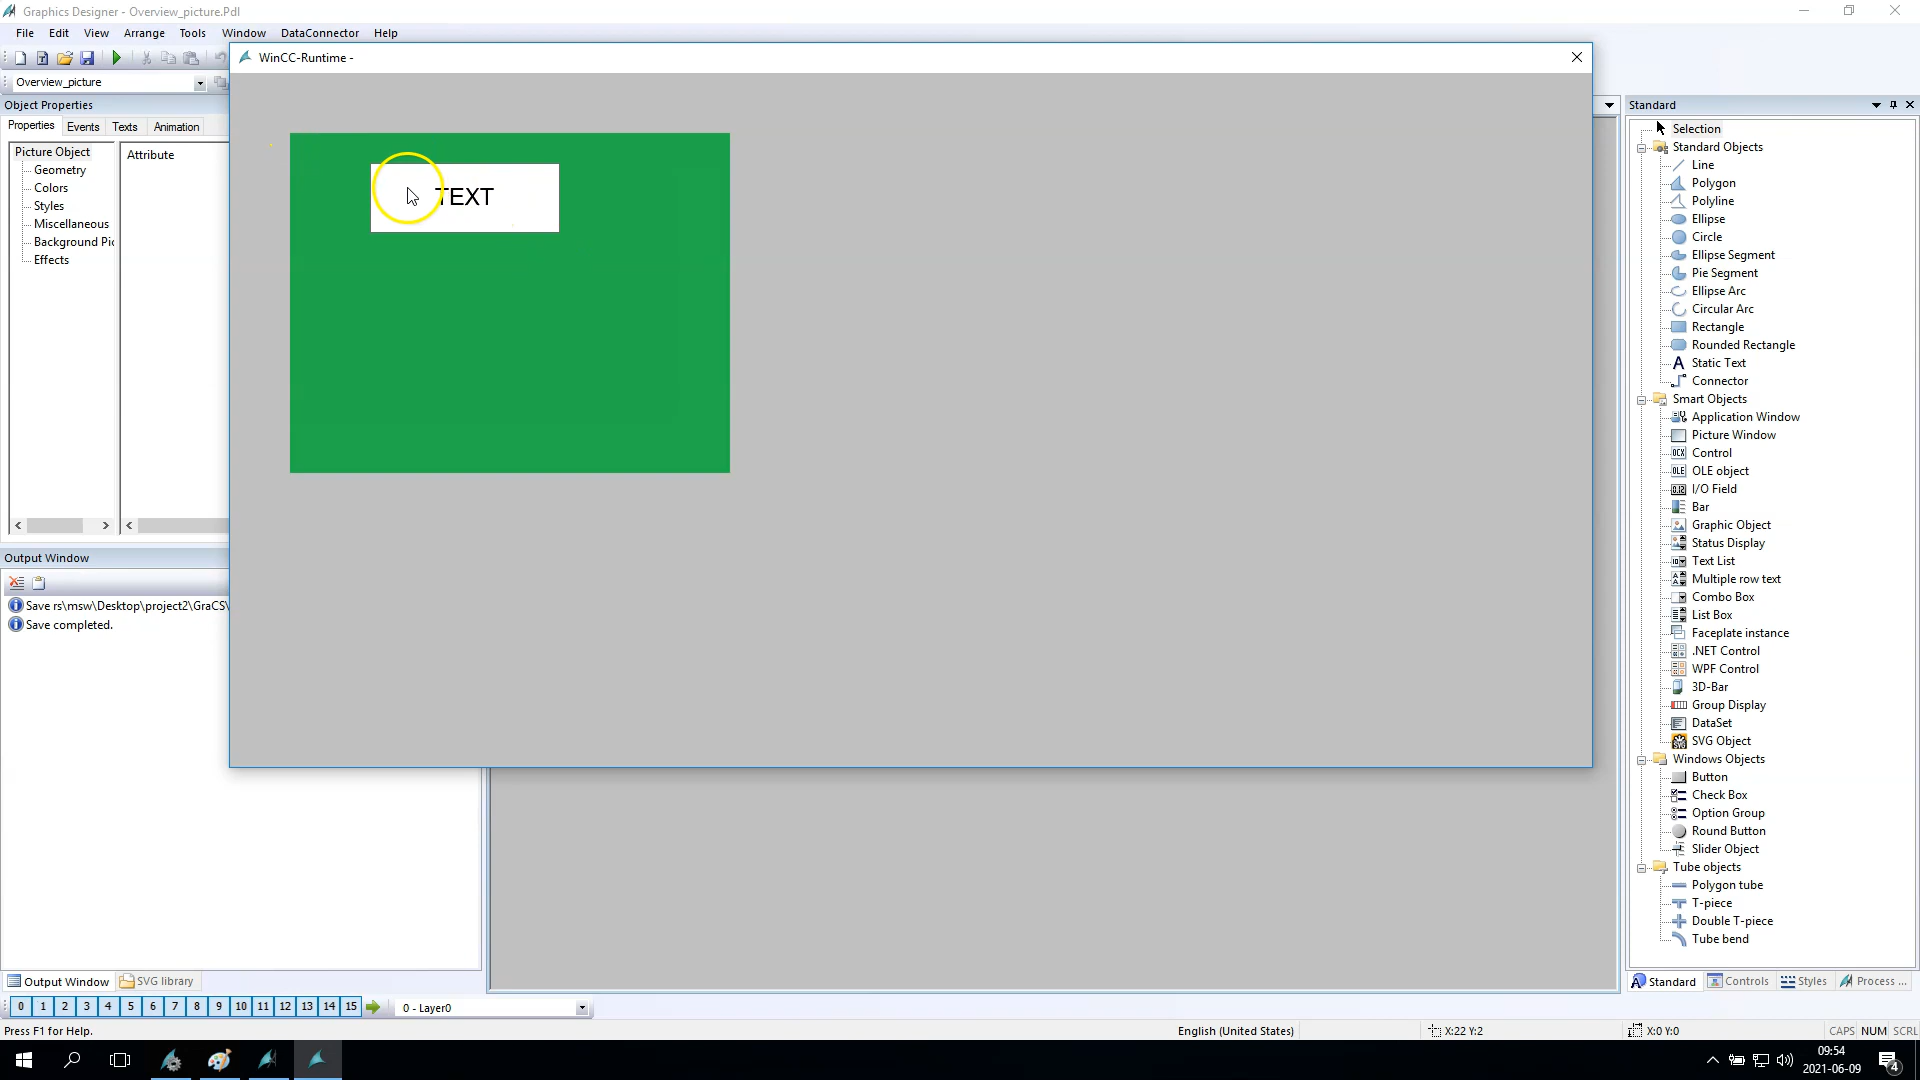 Graphics Designer - Overview_picture.Pdl
File Edit View Arrange Tools Window DataConnector Help
Overview_picture
WinCC-Runtime -
TEXT
Object Properties
Properties Events Texts Animation
Picture Object
Geometry
Colors
Styles
Miscellaneous
Background Pic
Effects
Attribute
Output Window
Save rs\msw\Desktop\project2\GraCS\
Save completed.
Output Window SVG library
Standard
Selection
Standard Objects
Line
Polygon
Polyline
Ellipse
Circle
Ellipse Segment
Pie Segment
Ellipse Arc
Circular Arc
Rectangle
Rounded Rectangle
Static Text
Connector
Smart Objects
Application Window
Picture Window
Control
OLE object
I/O Field
Bar
Graphic Object
Status Display
Text List
Multiple row text
Combo Box
List Box
Faceplate instance
.NET Control
WPF Control
3D-Bar
Group Display
DataSet
SVG Object
Windows Objects
Button
Check Box
Option Group
Round Button
Slider Object
Tube objects
Polygon tube
T-piece
Double T-piece
Tube bend
Standard Controls Styles Process ...
0 1 2 3 4 5 6 7 8 9 10 11 12 13 14 15 0 - Layer0
Press F1 for Help. English (United States) X:22 Y:2 X:0 Y:0 CAPS NUM SCRL
09:54
2021-06-09
4